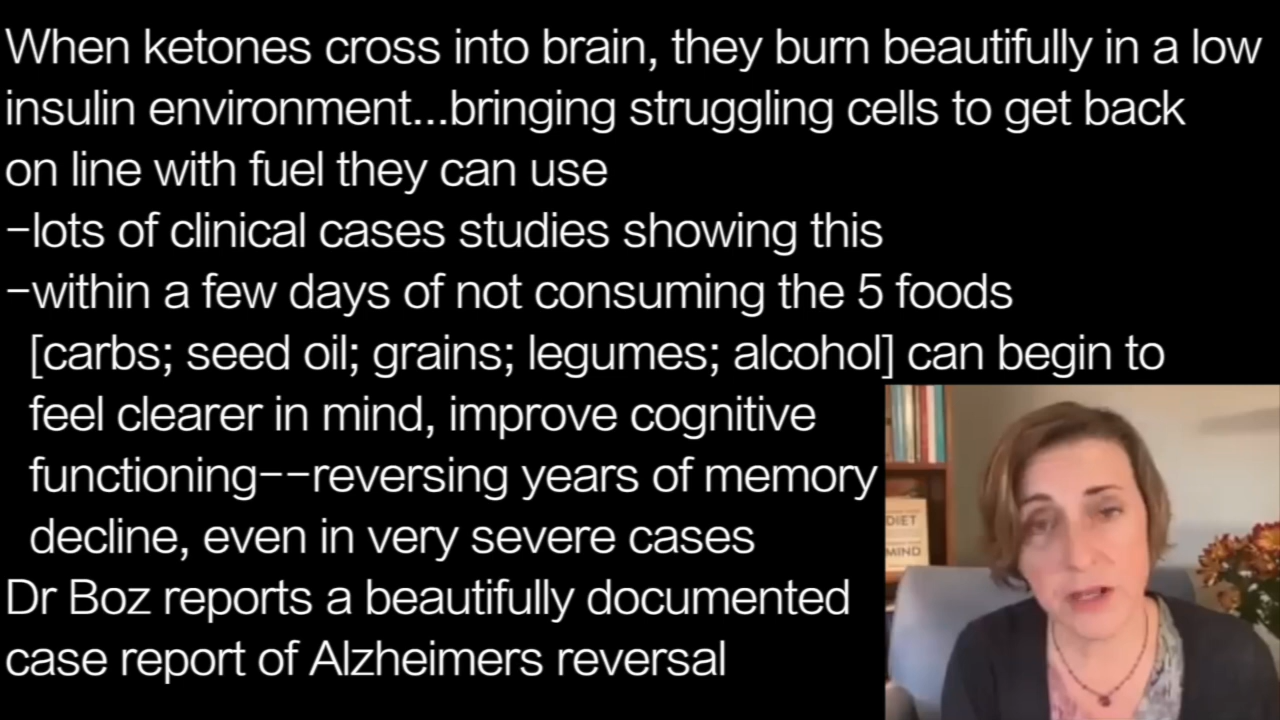 When ketones cross into brain, they burn beautifully in a low
insulin environment...bringing struggling cells to get back
on line with fuel they can use
-lots of clinical cases studies showing this
-within a few days of not consuming the 5 foods
[carbs; seed oil; grains; legumes; alcohol] can begin to
feel clearer in mind, improve cognitive
functioning--reversing years of memory
decline, even in very severe cases
Dr Boz reports a beautifully documented
case report of Alzheimers reversal
DIET
MIND